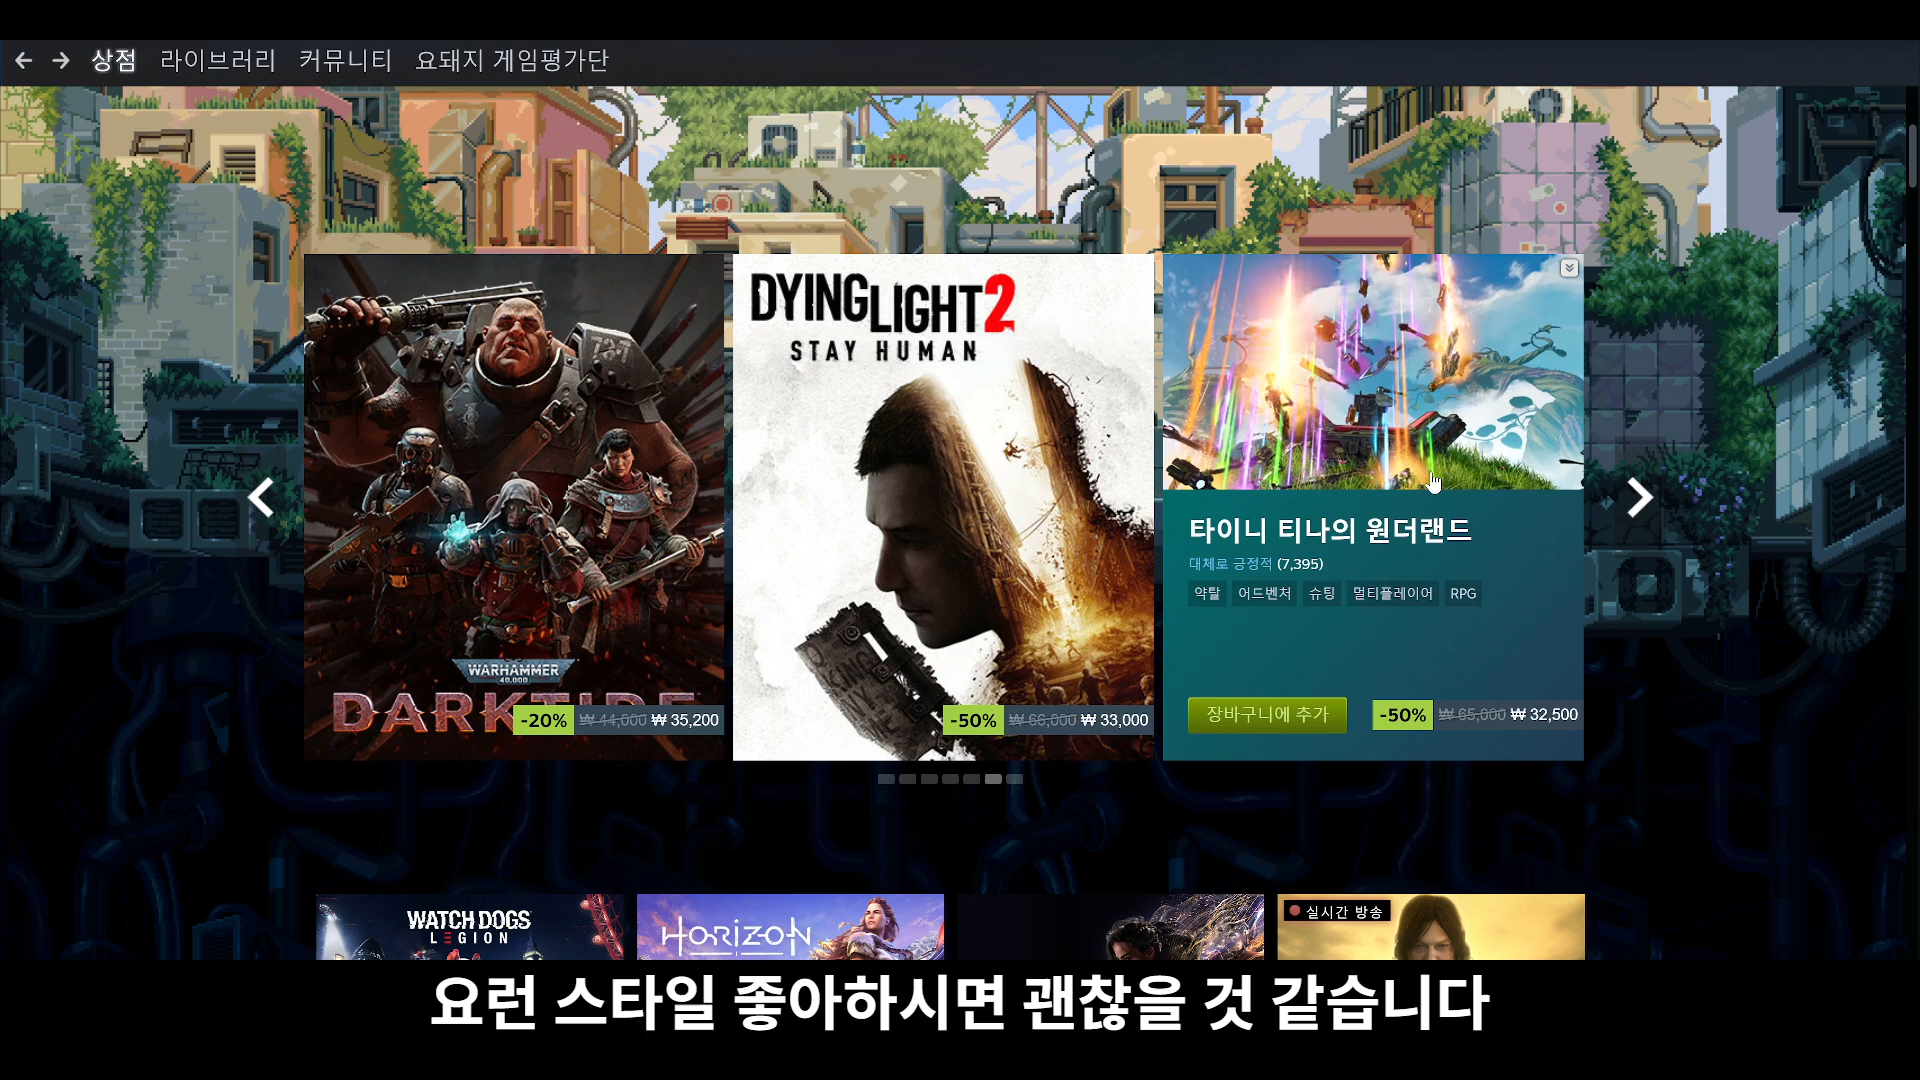 상점 라이브러리 커뮤니티 요돼지 게임평가단
WARHAMMER
40,000
-20% ₩ 44,000 ₩ 35,200
DYING LIGHT 2
STAY HUMAN
-50% ₩ 66,000 ₩ 33,000
타이니 티나의 원더랜드
대체로 긍정적 (7,395)
약탈 어드벤처 슈팅 멀티플레이어 RPG
장바구니에 추가 -50% ₩ 65,000 ₩ 32,500
WATCH DOGS
LEGION
HORIZON
실시간 방송
요런 스타일 좋아하시면 괜찮을 것 같습니다